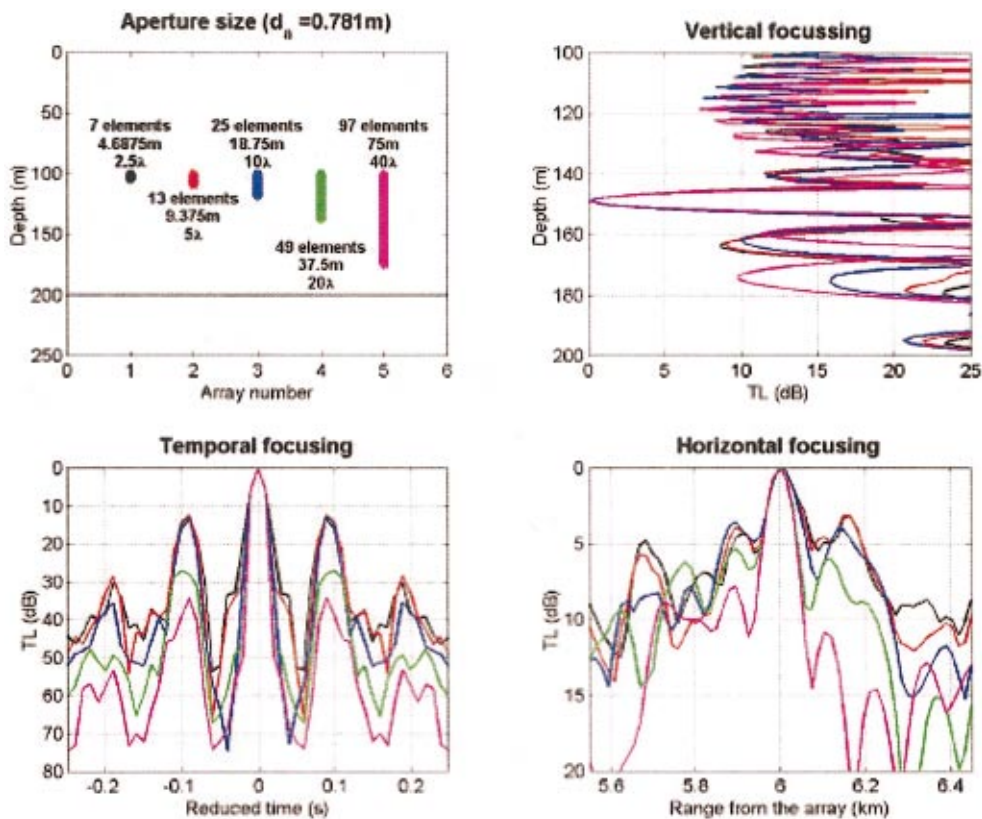 Aperture size (dₐ =0.781m)
0
50
100
150
200
250
Depth (m)
7 elements
4.6875m
2.5λ
13 elements
9.375m
5λ
25 elements
18.75m
10λ
49 elements
37.5m
20λ
97 elements
75m
40λ
0 1 2 3 4 5 6
Array number
Vertical focussing
100
120
140
160
180
200
Depth (m)
0 5 10 15 20 25
TL (dB)
Temporal focusing
0
10
20
30
40
50
60
70
80
TL (dB)
-0.2 -0.1 0 0.1 0.2
Reduced time (s)
Horizontal focusing
0
5
10
15
20
TL (dB)
5.6 5.8 6 6.2 6.4
Range from the array (km)